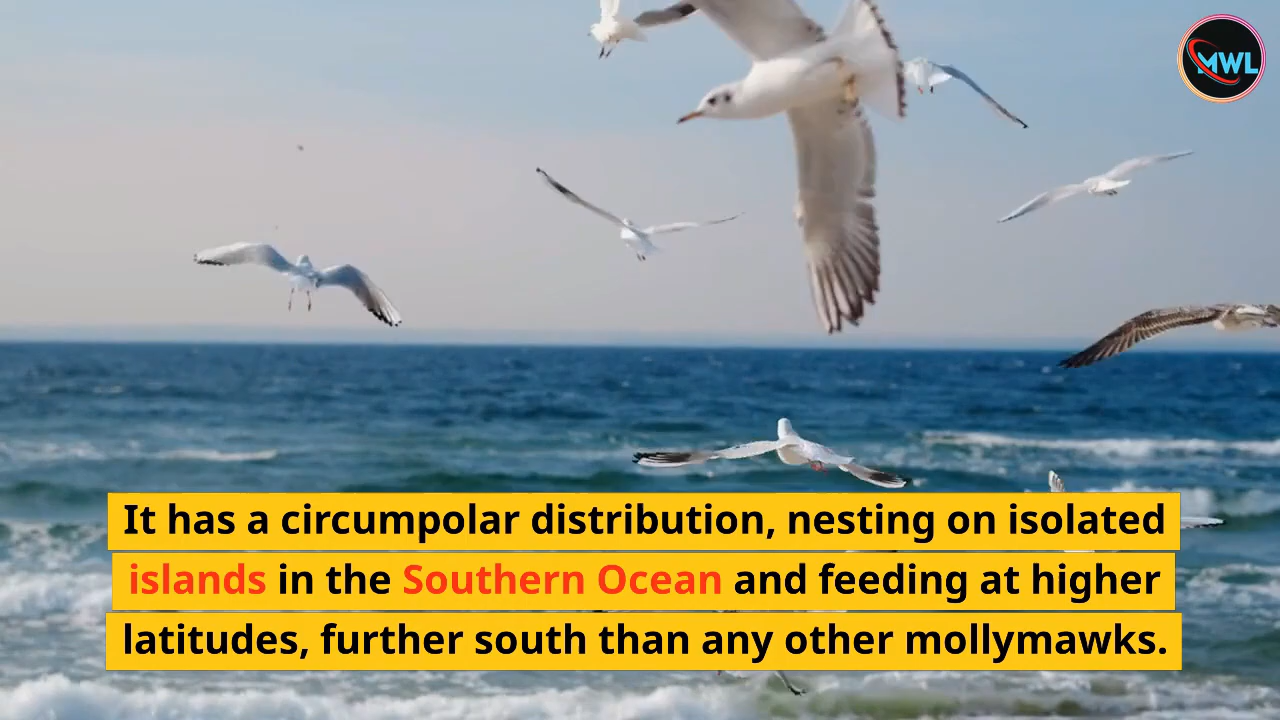 MWL
It has a circumpolar distribution, nesting on isolated
islands in the Southern Ocean and feeding at higher
latitudes, further south than any other mollymawks.